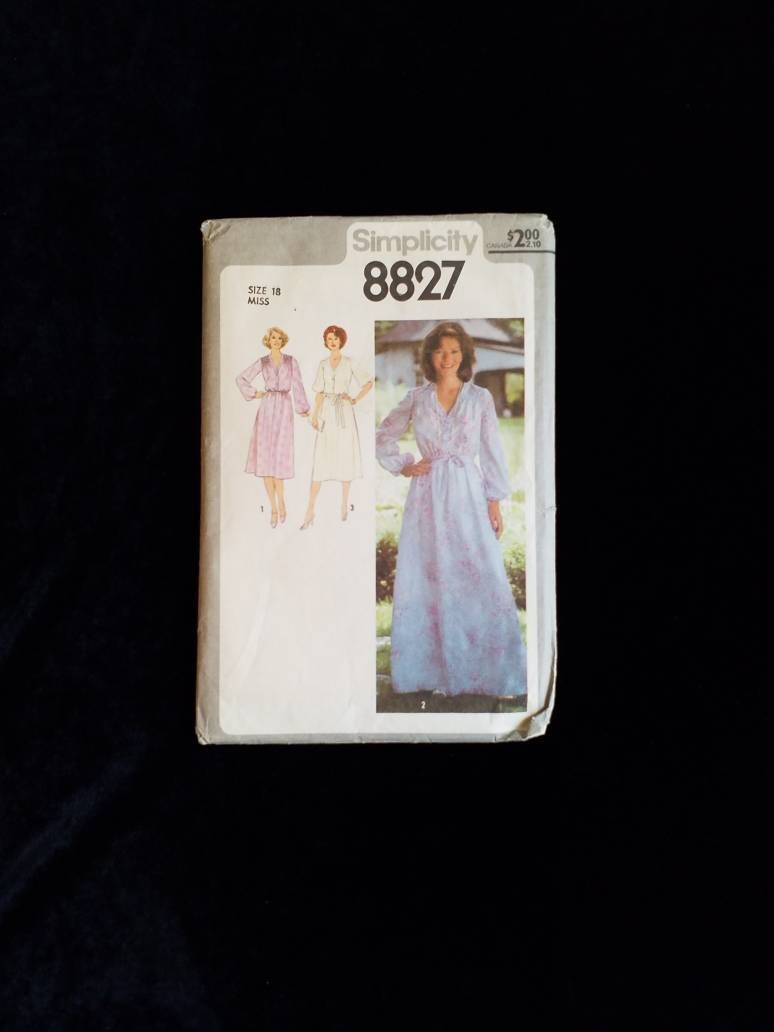 Simplicity
$2.00
CANADA 2.10
8827
SIZE 18
MISS
1
3
2